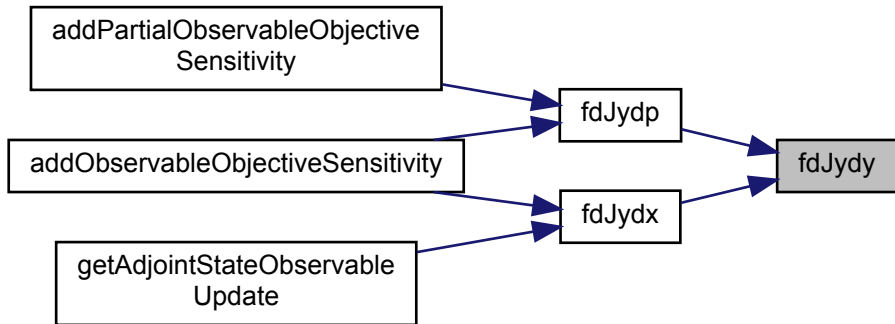 addPartialObservableObjective
Sensitivity
addObservableObjectiveSensitivity
getAdjointStateObservable
Update
fdJydp
fdJydx
fdJydy